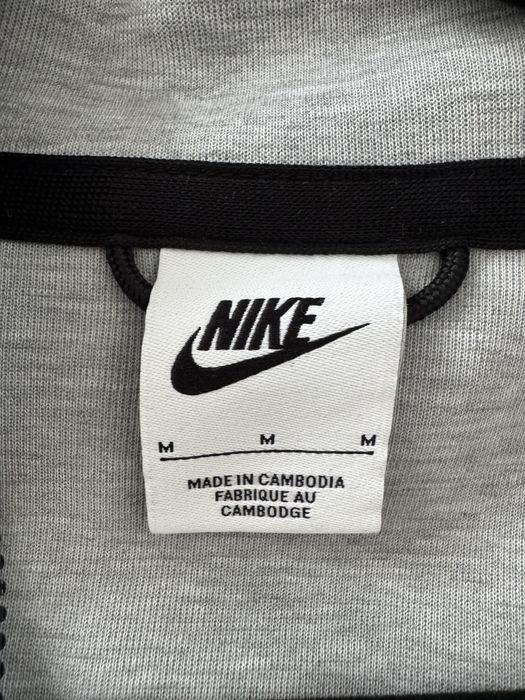 NIKE
M M M
MADE IN CAMBODIA
FABRIQUE AU
CAMBODGE